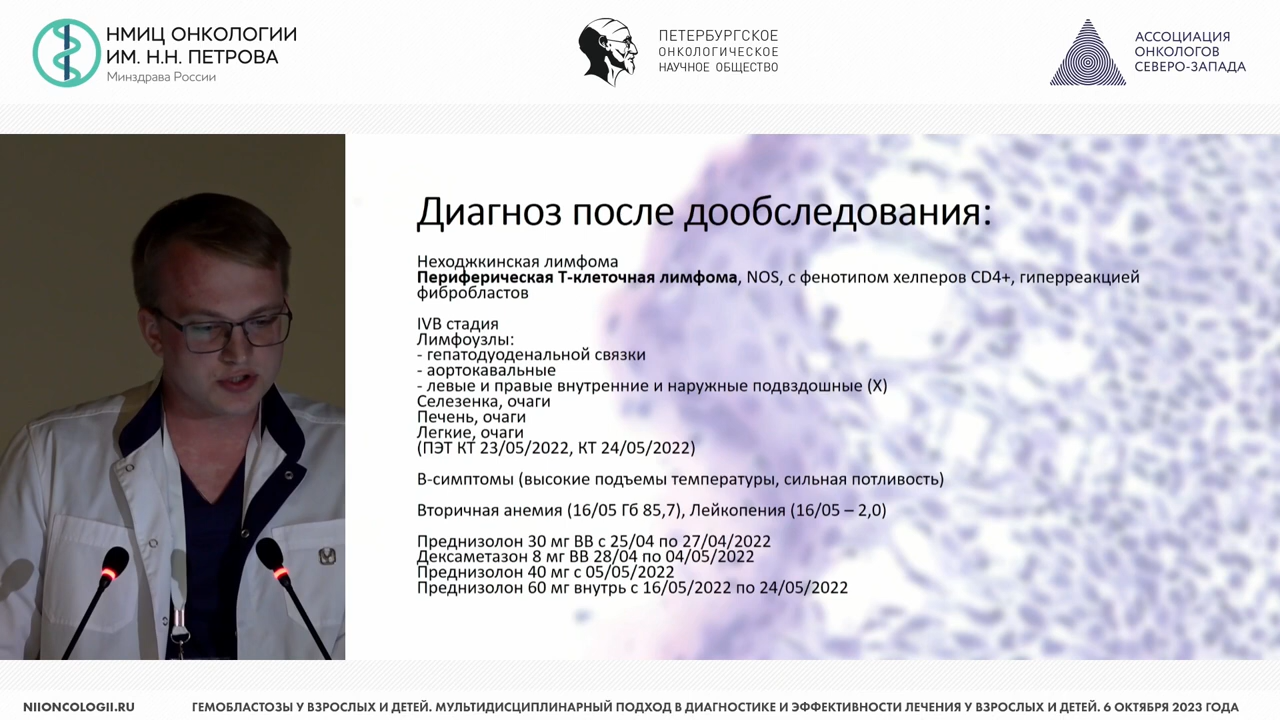 НМИЦ ОНКОЛОГИИ
ИМ. Н.Н. ПЕТРОВА
Минздрава России
ПЕТЕРБУРГСКОЕ
ОНКОЛОГИЧЕСКОЕ
НАУЧНОЕ ОБЩЕСТВО
АССОЦИАЦИЯ
ОНКОЛОГОВ
СЕВЕРО-ЗАПАДА
Диагноз после дообследования:
Неходжкинская лимфома
Периферическая Т-клеточная лимфома, NOS, с фенотипом хелперов CD4+, гиперреакцией
фибробластов
IVB стадия
Лимфоузлы:
- гепатодуоденальной связки
- аортокавальные
- левые и правые внутренние и наружные подвздошные (X)
Селезенка, очаги
Печень, очаги
Легкие, очаги
(ПЭТ КТ 23/05/2022, КТ 24/05/2022)
В-симптомы (высокие подъемы температуры, сильная потливость)
Вторичная анемия (16/05 Гб 85,7), Лейкопения (16/05 – 2,0)
Преднизолон 30 мг ВВ с 25/04 по 27/04/2022
Дексаметазон 8 мг ВВ 28/04 по 04/05/2022
Преднизолон 40 мг с 05/05/2022
Преднизолон 60 мг внутрь с 16/05/2022 по 24/05/2022
NIIONCOLOGII.RU
ГЕМОБЛАСТОЗЫ У ВЗРОСЛЫХ И ДЕТЕЙ. МУЛЬТИДИСЦИПЛИНАРНЫЙ ПОДХОД В ДИАГНОСТИКЕ И ЭФФЕКТИВНОСТИ ЛЕЧЕНИЯ У ВЗРОСЛЫХ И ДЕТЕЙ. 6 ОКТЯБРЯ 2023 ГОДА